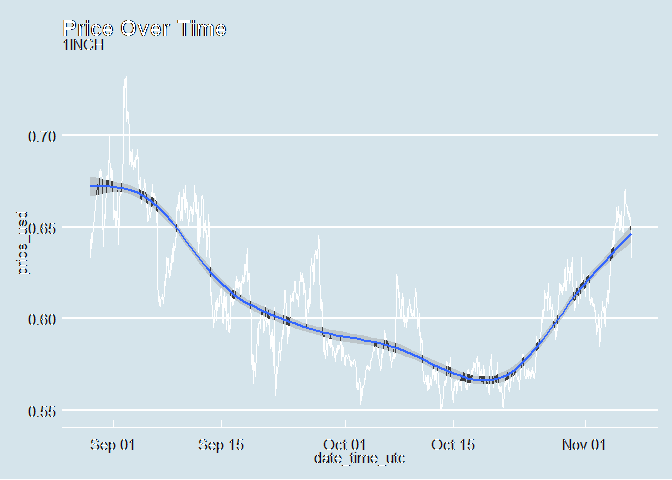 Price Over Time
1INCH
0.70
0.65
0.60
0.55
price_usd
Sep 01
Sep 15
Oct 01
Oct 15
Nov 01
date_time_utc